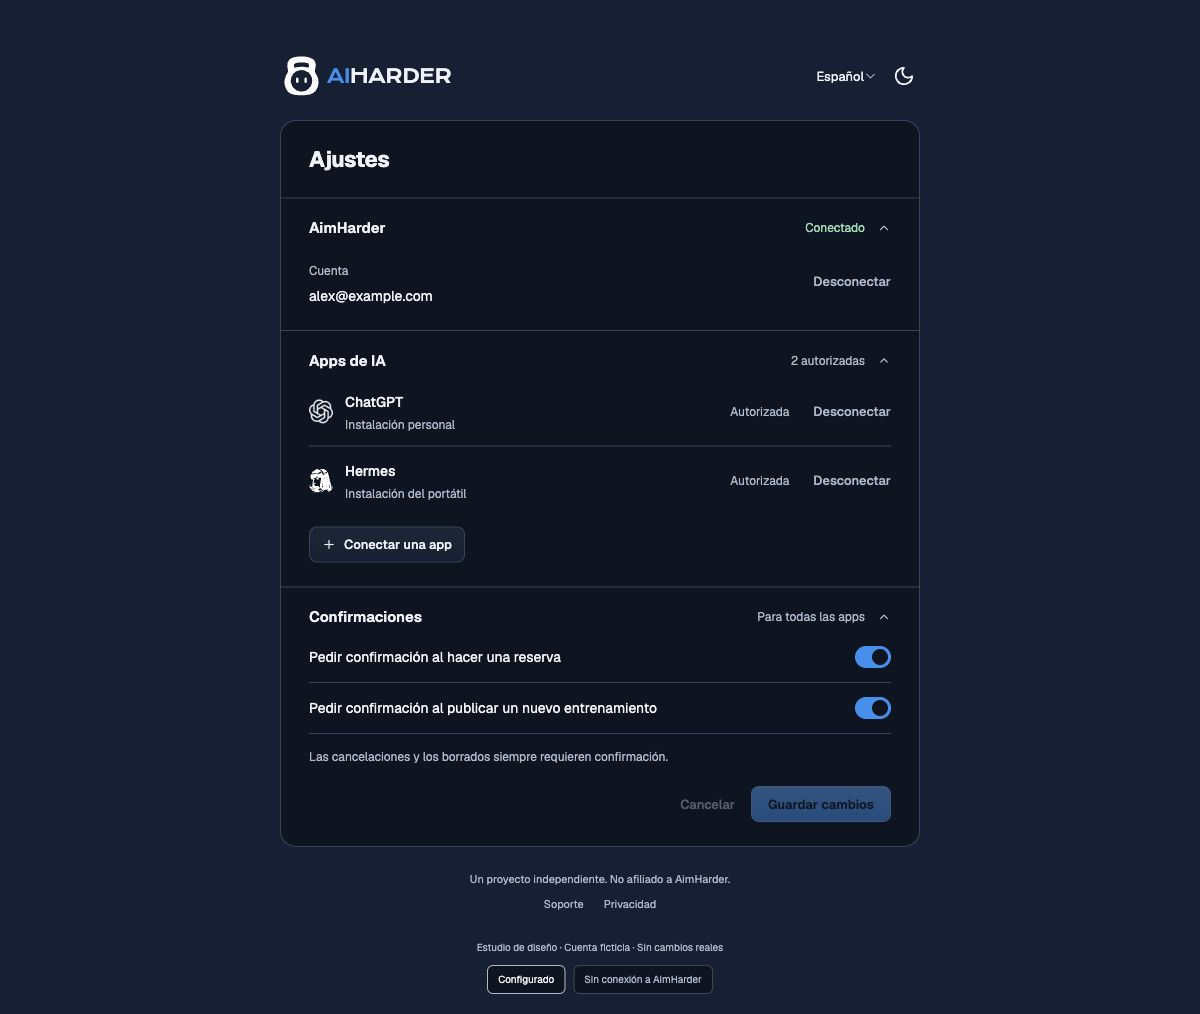 AIHARDER
Español
Ajustes
AimHarder
Conectado
Cuenta
alex@example.com
Desconectar
Apps de IA
2 autorizadas
ChatGPT
Instalación personal
Autorizada
Desconectar
Hermes
Instalación del portátil
Autorizada
Desconectar
+ Conectar una app
Confirmaciones
Para todas las apps
Pedir confirmación al hacer una reserva
Pedir confirmación al publicar un nuevo entrenamiento
Las cancelaciones y los borrados siempre requieren confirmación.
Cancelar
Guardar cambios
Un proyecto independiente. No afiliado a AimHarder.
Soporte
Privacidad
Estudio de diseño · Cuenta ficticia · Sin cambios reales
Configurado
Sin conexión a AimHarder